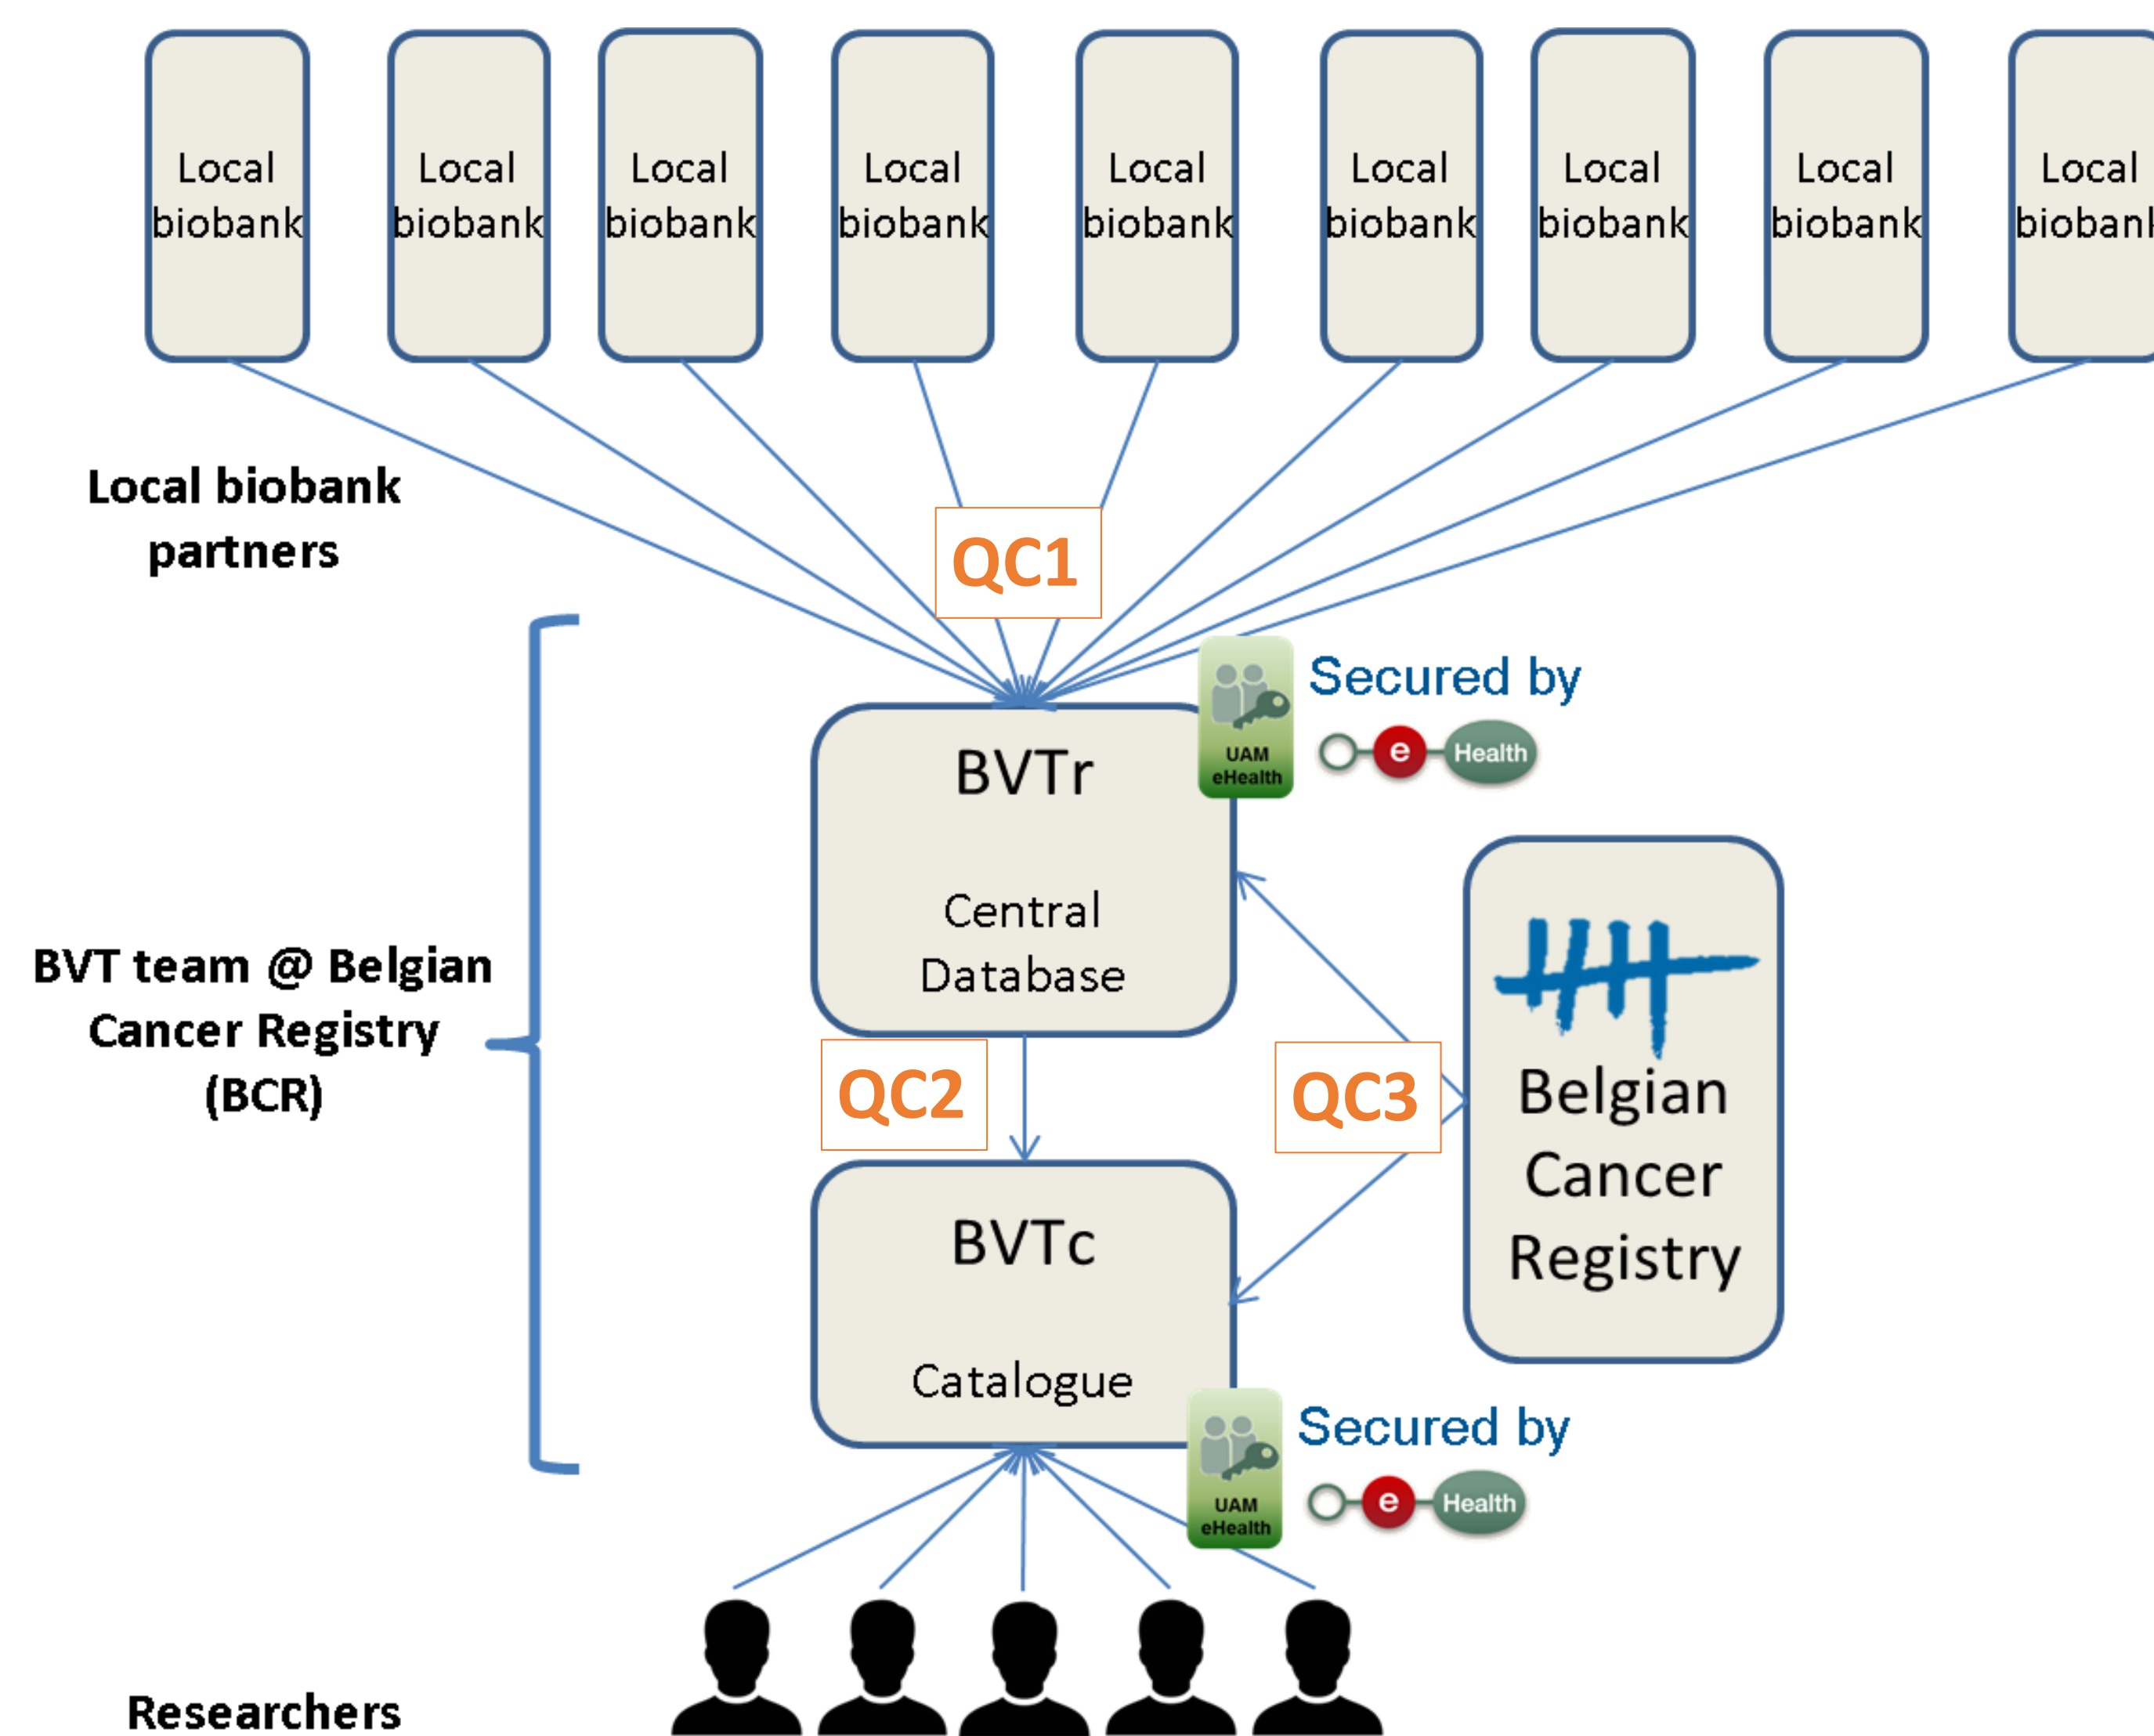 Local
biobank
Local
biobank
Local
biobank
Local
biobank
Local
biobank
Local
biobank
Local
biobank
Local
biobank
Local
biobank
Local biobank
partners
QC1
Secured by
UAM
eHealth
e Health
BVTr
Central
Database
BVT team @ Belgian
Cancer Registry
(BCR)
QC2
QC3
Belgian
Cancer
Registry
BVTc
Catalogue
Secured by
UAM
eHealth
e Health
Researchers